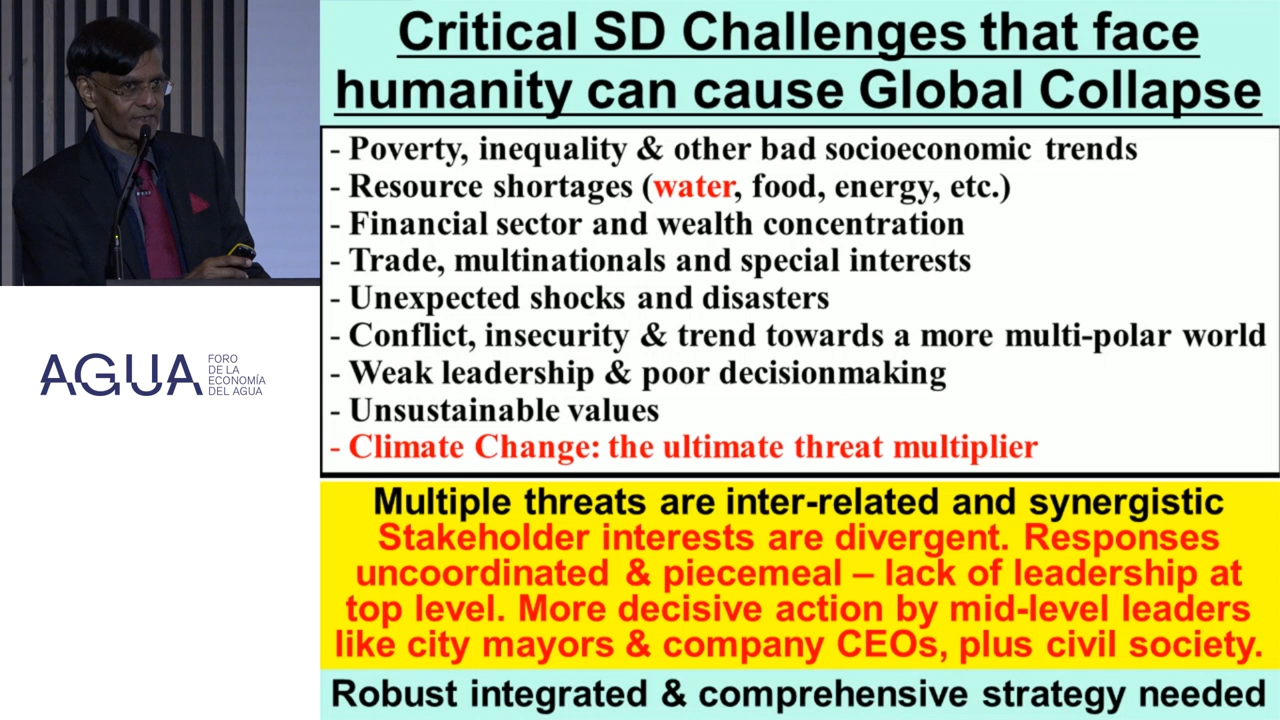 Critical SD Challenges that face
humanity can cause Global Collapse
- Poverty, inequality & other bad socioeconomic trends
- Resource shortages (water, food, energy, etc.)
- Financial sector and wealth concentration
- Trade, multinationals and special interests
- Unexpected shocks and disasters
- Conflict, insecurity & trend towards a more multi-polar world
- Weak leadership & poor decisionmaking
- Unsustainable values
- Climate Change: the ultimate threat multiplier
Multiple threats are inter-related and synergistic
Stakeholder interests are divergent. Responses
uncoordinated & piecemeal – lack of leadership at
top level. More decisive action by mid-level leaders
like city mayors & company CEOs, plus civil society.
Robust integrated & comprehensive strategy needed
AGUA
FORO
DE LA
ECONOMÍA
DEL AGUA